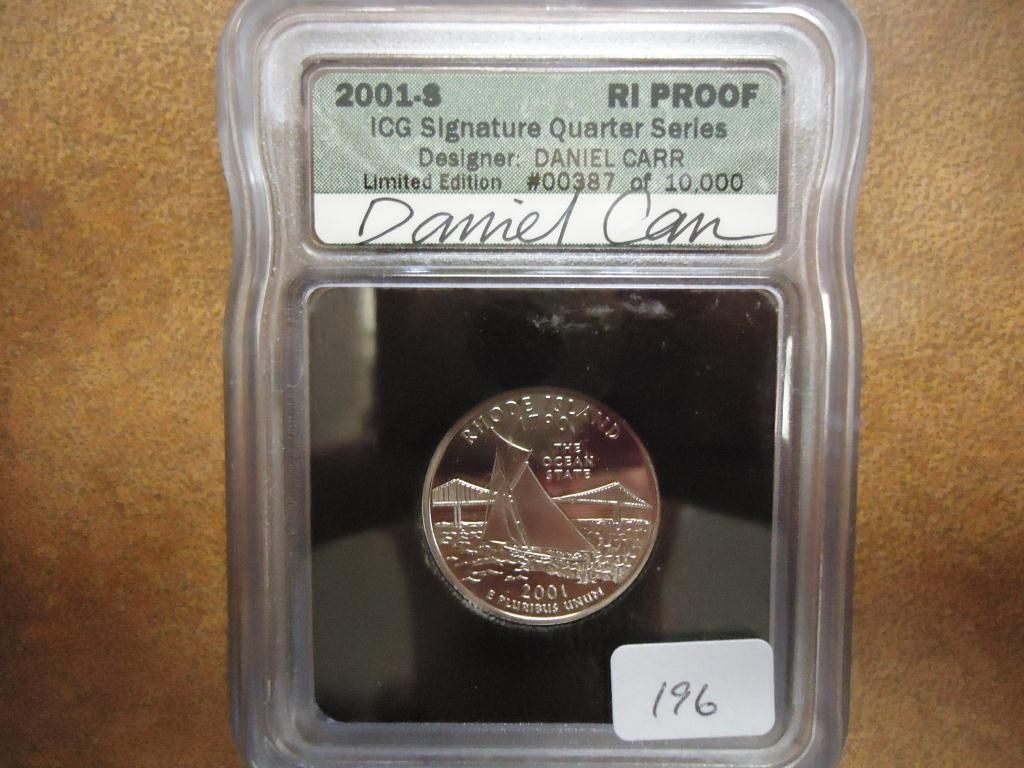 2001-S RI PROOF
ICG Signature Quarter Series
Designer: DANIEL CARR
Limited Edition #00387 of 10,000
Daniel Carr
RHODE ISLAND
1790
THE
OCEAN
STATE
2001
E PLURIBUS UNUM
196